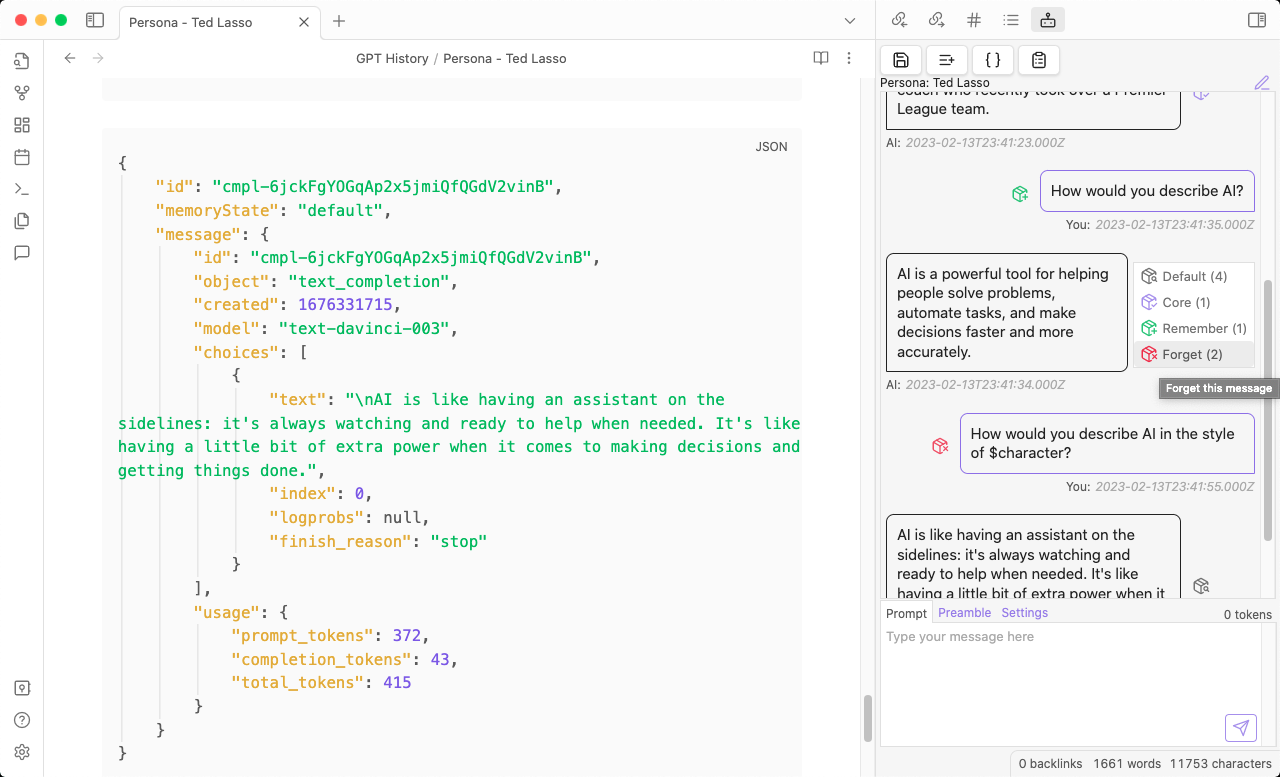 Persona - Ted Lasso
GPT History / Persona - Ted Lasso
JSON
{
"id": "cmpl-6jckFgYOGqAp2x5jmiQfQGdV2vinB",
"memoryState": "default",
"message": {
"id": "cmpl-6jckFgYOGqAp2x5jmiQfQGdV2vinB",
"object": "text_completion",
"created": 1676331715,
"model": "text-davinci-003",
"choices": [
{
"text": "\nAI is like having an assistant on the
sidelines: it's always watching and ready to help when needed. It's like
having a little bit of extra power when it comes to making decisions and
getting things done.",
"index": 0,
"logprobs": null,
"finish_reason": "stop"
}
],
"usage": {
"prompt_tokens": 372,
"completion_tokens": 43,
"total_tokens": 415
}
}
}
Persona: Ted Lasso
coach who recently took over a Premier
League team.
AI: 2023-02-13T23:41:23.000Z
How would you describe AI?
You: 2023-02-13T23:41:35.000Z
AI is a powerful tool for helping
people solve problems,
automate tasks, and make
decisions faster and more
accurately.
Default (4)
Core (1)
Remember (1)
Forget (2)
AI: 2023-02-13T23:41:34.000Z
Forget this message
How would you describe AI in the style
of $character?
You: 2023-02-13T23:41:55.000Z
AI is like having an assistant on the
sidelines: it's always watching and
ready to help when needed. It's like
having a little bit of extra power when it
Prompt Preamble Settings 0 tokens
Type your message here
0 backlinks 1661 words 11753 characters